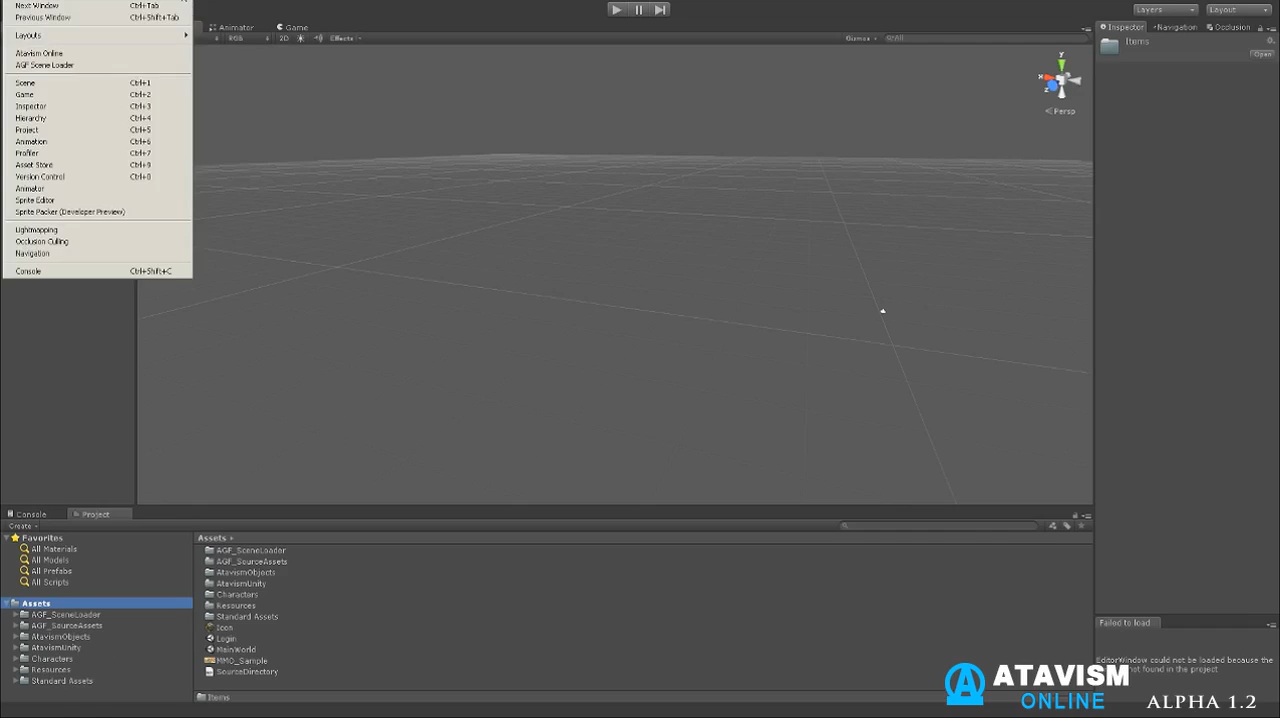 Next Window Ctrl+Tab
Previous Window Ctrl+Shift+Tab
Layouts
Atavism Online
AGF Scene Loader
Scene Ctrl+1
Game Ctrl+2
Inspector Ctrl+3
Hierarchy Ctrl+4
Project Ctrl+5
Animation Ctrl+6
Profiler Ctrl+7
Asset Store Ctrl+9
Version Control Ctrl+0
Animator
Sprite Editor
Sprite Packer (Developer Preview)
Lightmapping
Occlusion Culling
Navigation
Console Ctrl+Shift+C
Layers Layout
Animator Game
RGB 2D Effects Gizmos All
y
x
z
Persp
Inspector Navigation Occlusion
Items
Open
Console Project
Create
Favorites
All Materials
All Models
All Prefabs
All Scripts
Assets
AGF_SceneLoader
AGF_SourceAssets
AtavismObjects
AtavismUnity
Characters
Resources
Standard Assets
Assets
AGF_SceneLoader
AGF_SourceAssets
AtavismObjects
AtavismUnity
Characters
Resources
Standard Assets
Icon
Login
MainWorld
MMO_Sample
SourceDirectory
Items
Failed to load
EditorWindow could not be loaded because the
not found in the project
ATAVISM
ONLINE
ALPHA 1.2